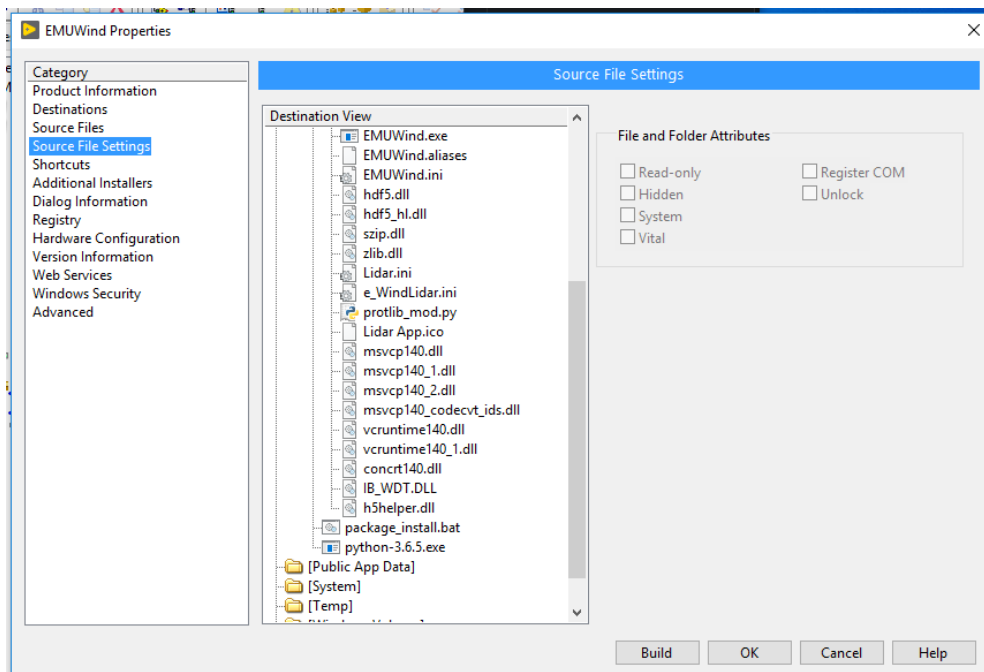 EMUWind Properties
Category
Product Information
Destinations
Source Files
Source File Settings
Shortcuts
Additional Installers
Dialog Information
Registry
Hardware Configuration
Version Information
Web Services
Windows Security
Advanced
Source File Settings
Destination View
EMUWind.exe
EMUWind.aliases
EMUWind.ini
hdf5.dll
hdf5_hl.dll
szip.dll
zlib.dll
Lidar.ini
e_WindLidar.ini
protlib_mod.py
Lidar App.ico
msvcp140.dll
msvcp140_1.dll
msvcp140_2.dll
msvcp140_codecvt_ids.dll
vcruntime140.dll
vcruntime140_1.dll
concrt140.dll
IB_WDT.DLL
h5helper.dll
package_install.bat
python-3.6.5.exe
[Public App Data]
[System]
[Temp]
File and Folder Attributes
Read-only
Register COM
Hidden
Unlock
System
Vital
Build
OK
Cancel
Help